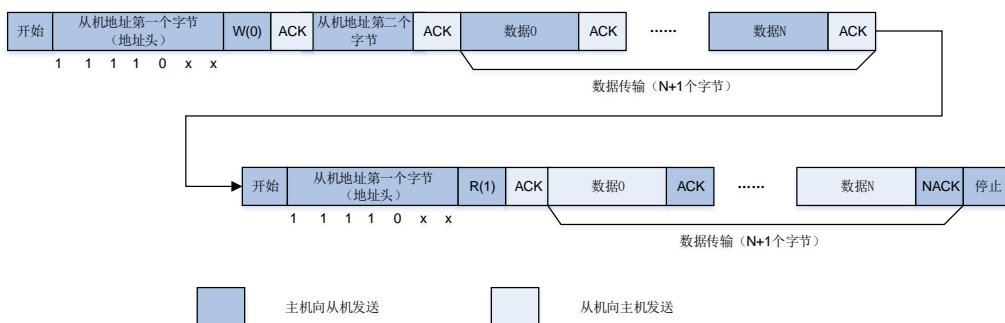 开始 从机地址第一个字节 (地址头) W(0) ACK 从机地址第二个 字节 ACK 数据0 ACK …… 数据N ACK
1 1 1 1 0 x x
数据传输（N+1个字节）
开始 从机地址第一个字节 (地址头) R(1) ACK 数据0 ACK …… 数据N NACK 停止
1 1 1 1 0 x x
数据传输（N+1个字节）
主机向从机发送 从机向主机发送